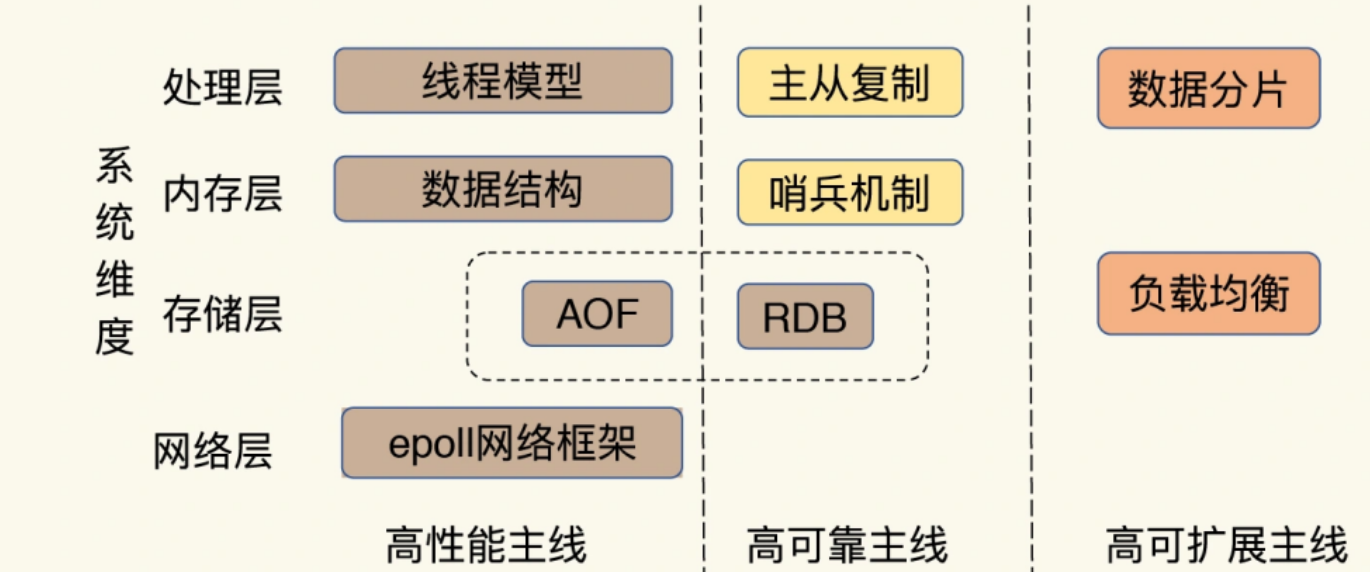 系统维度
处理层 线程模型 主从复制 数据分片
内存层 数据结构 哨兵机制
存储层 AOF RDB 负载均衡
网络层 epoll网络框架
高性能主线 高可靠主线 高可扩展主线